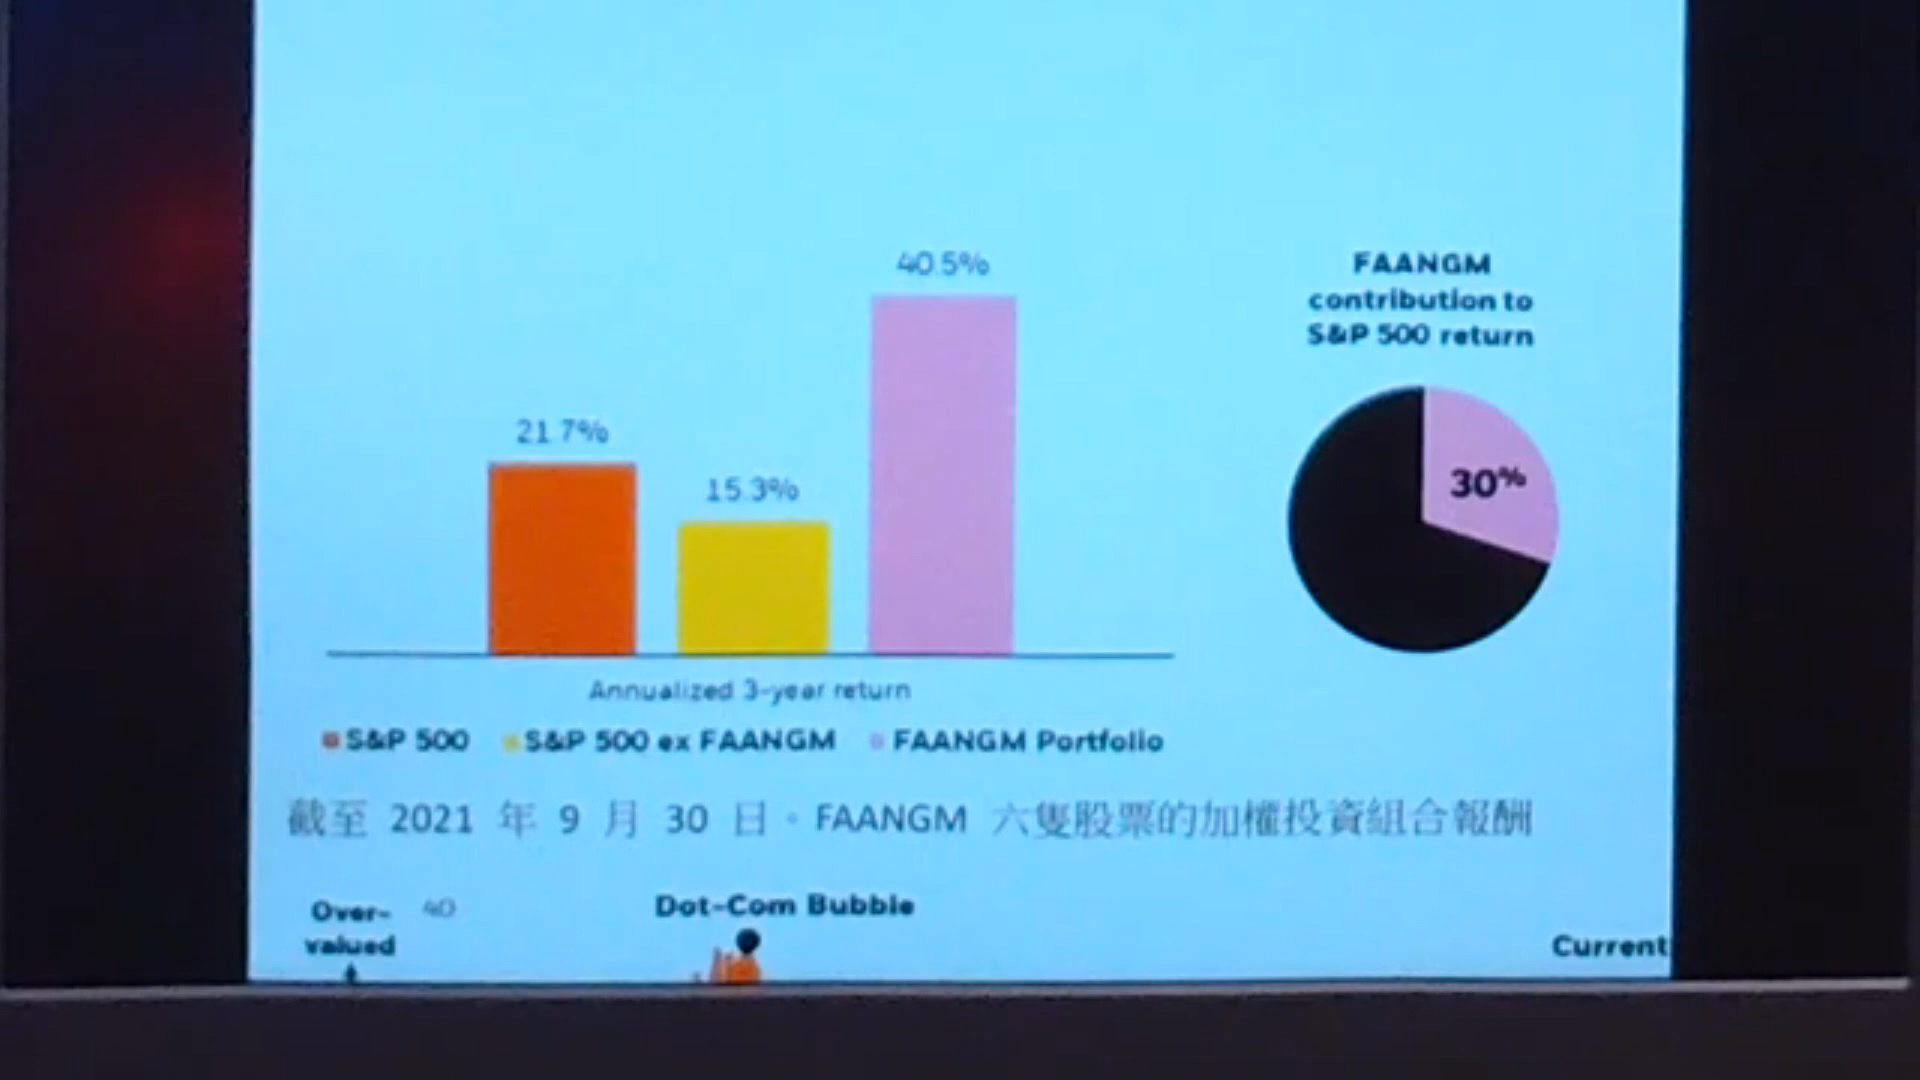 40.5%
21.7%
15.3%
Annualized 3-year return
S&P 500 S&P 500 ex FAANGM FAANGM Portfolio
FAANGM
contribution to
S&P 500 return
30%
截至 2021 年 9 月 30 日。FAANGM 六隻股票的加權投資組合報酬
Over-
valued
40
Dot-Com Bubble
Current